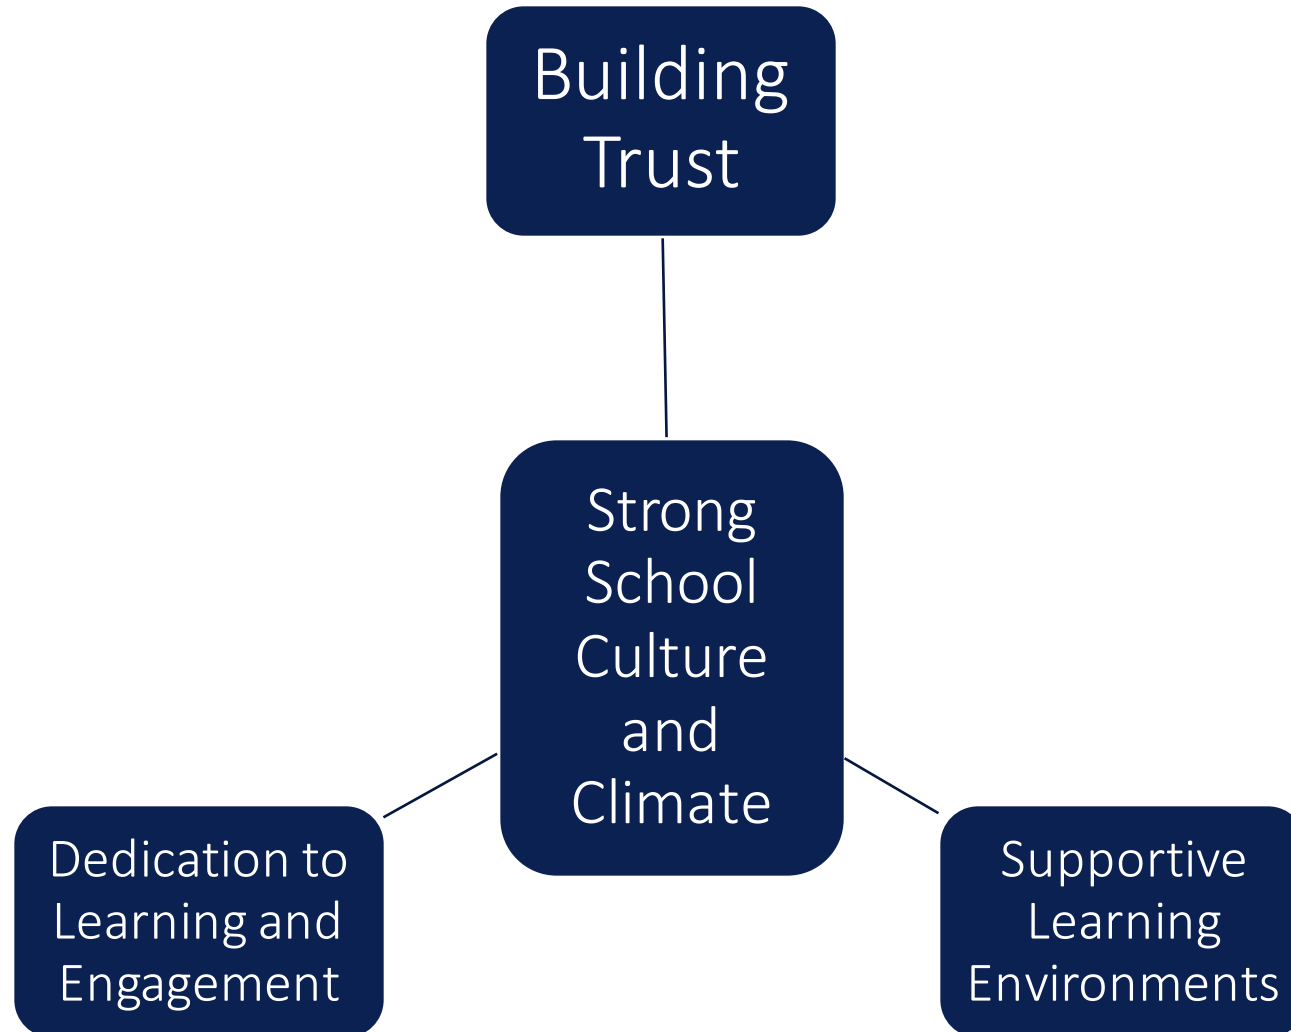 Building
Trust
Strong
School
Culture
and
Climate
Dedication to
Learning and
Engagement
Supportive
Learning
Environments